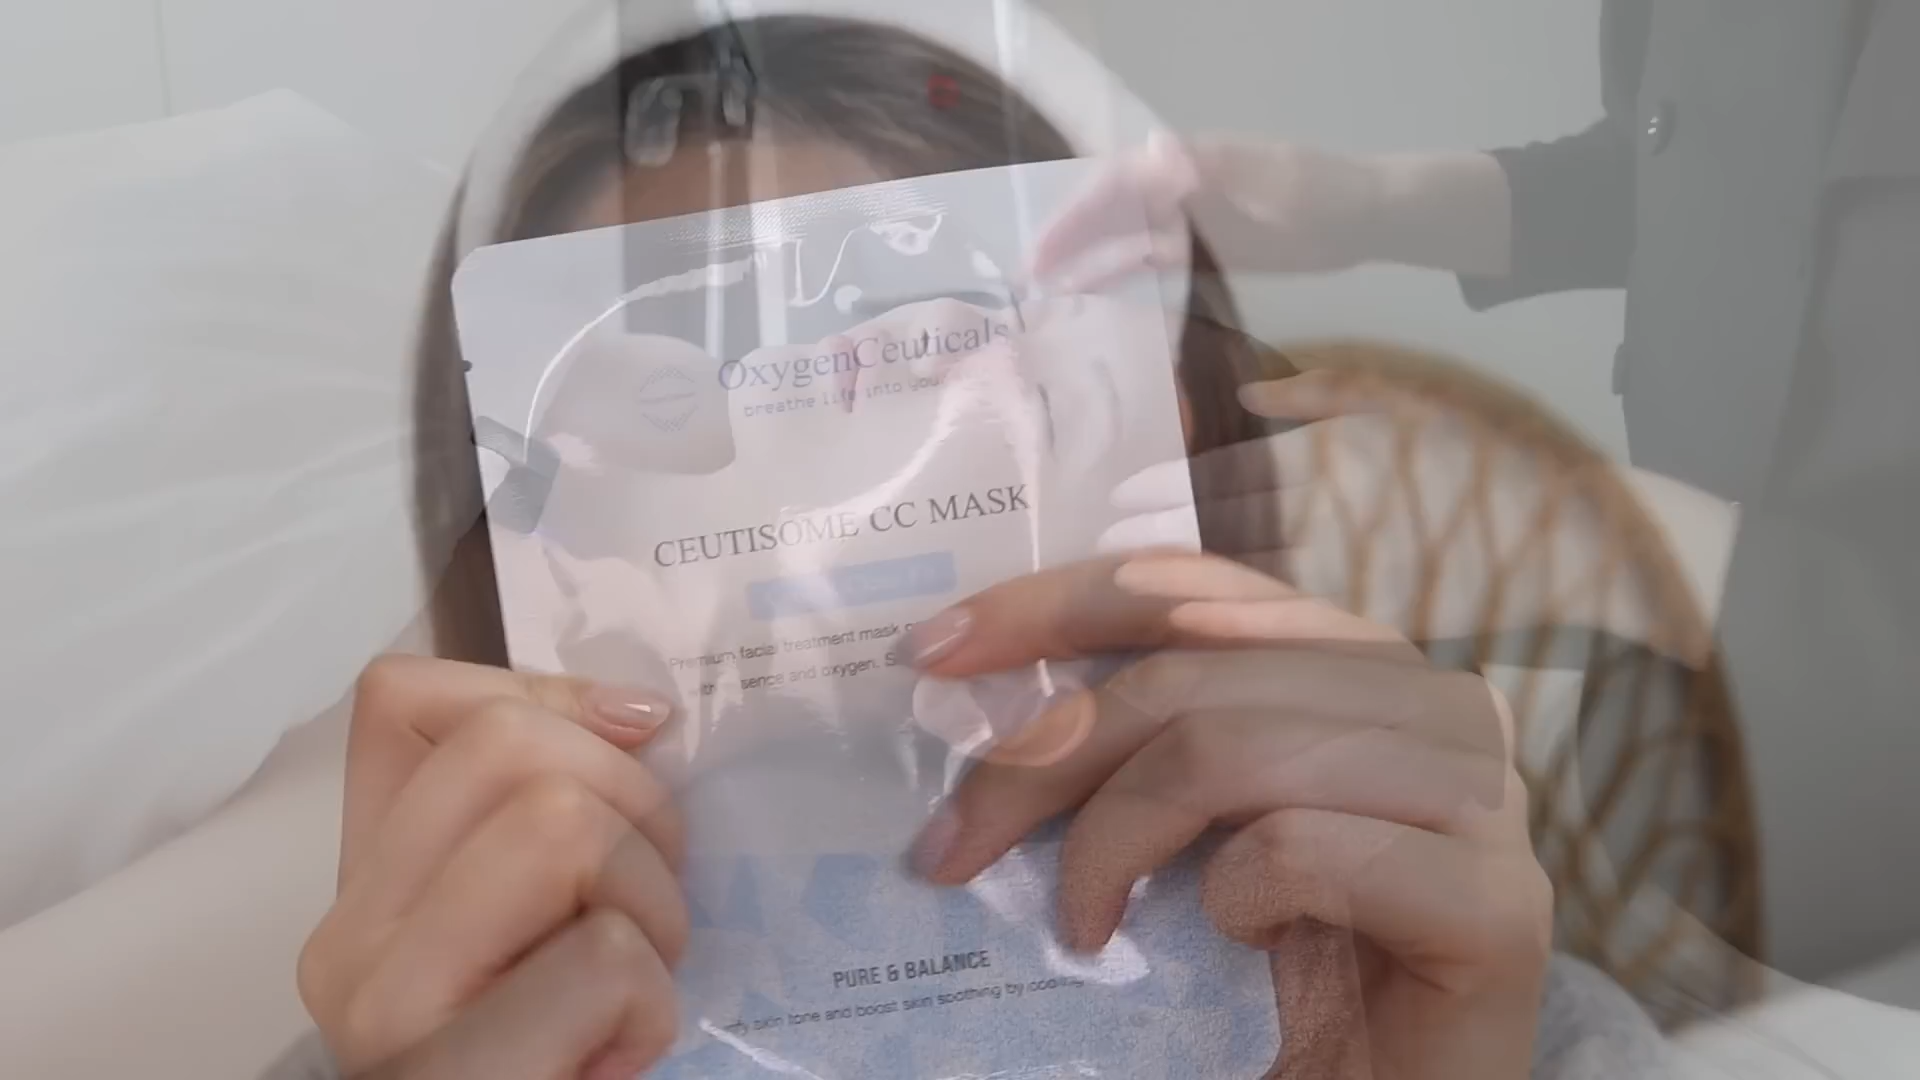 OxygenCeuticals
breathe life into your
CEUTISOME CC MASK
Premium facial treatment mask
essence and oxygen.
PURE & BALANCE
skin tone and boost skin soothing by cooling